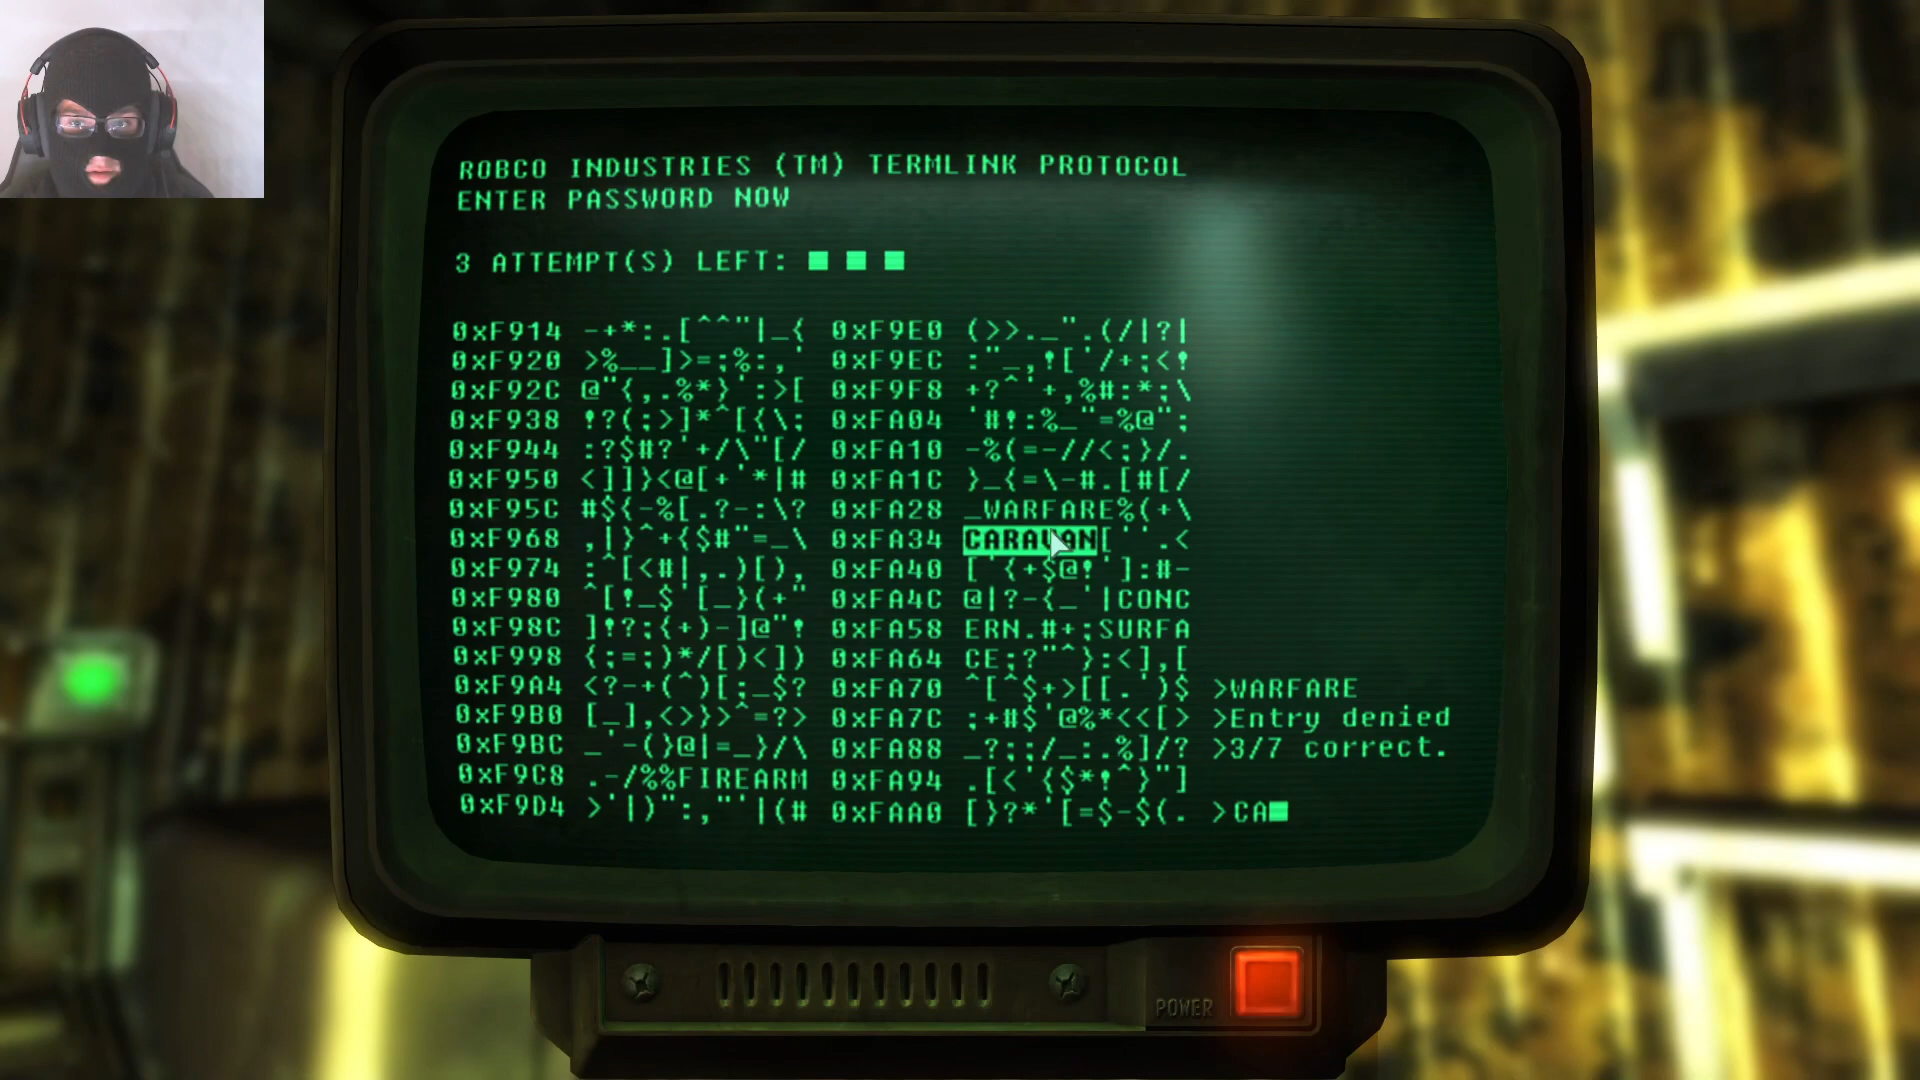 ROBCO INDUSTRIES (TM) TERMLINK PROTOCOL
ENTER PASSWORD NOW
3 ATTEMPT(S) LEFT: ■ ■ ■
0xF914 -+*:.[^^"|_{ 0xF9E0 (>>._".(/|?|
0xF920 >%__]>=;%:,' 0xF9EC :"_,![‘/+;<!
0xF92C @"{,.%*}':>[ 0xF9F8 +?^'+,%#:*;\
0xF938 !?(;>]*^[{\; 0xFA04 '#!:%_"=%@";
0xF944 :?$#?'+/\"[/ 0xFA10 -%(=-//<;}/.
0xF950 <]]}<@[+'*|# 0xFA1C }_{=\-#.[#[/
0xF95C #${-%[.?-:\? 0xFA28 _WARFARE%(+\
0xF968 ,|}^+{$#"=_\ 0xFA34 CARAVAN[''.<
0xF974 :^[<#|,.)[), 0xFA40 ['{+$@!']:#-
0xF980 ^[!_$'[_}(+" 0xFA4C @|?-{_'|CONC
0xF98C ]!?;{+)-]@"! 0xFA58 ERN.#+;SURFA
0xF998 {;=;)*/[)<]) 0xFA64 CE;?"^}:<],[
0xF9A4 <?-+(^)[;_$? 0xFA70 ^[^$+>[[.')$ >WARFARE
0xF9B0 [_],<>}>^=?> 0xFA7C ;+#$'@%*<<[> >Entry denied
0xF9BC _'-(}@|=_}/\ 0xFA88 _?;;/_:.%]/? >3/7 correct.
0xF9C8 .-/%%FIREARM 0xFA94 .[<'{$*!^}"]
0xF9D4 >'|)":,"'|(# 0xFAA0 [}?*'[=$-$(. >CA■
POWER